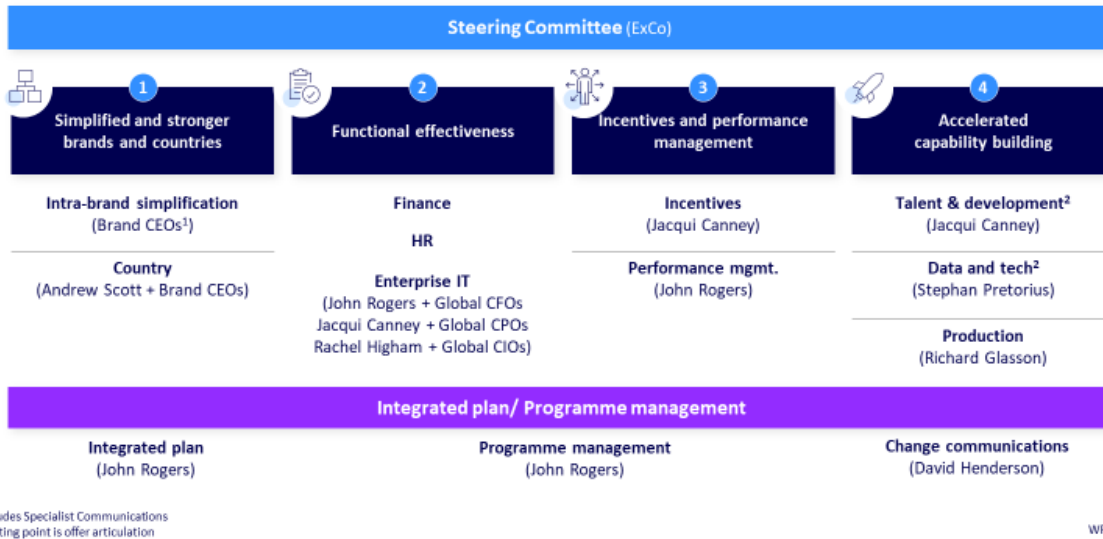 Steering Committee (ExCo)
1
Simplified and stronger
brands and countries
Intra-brand simplification
(Brand CEOs¹)
Country
(Andrew Scott + Brand CEOs)
2
Functional effectiveness
Finance
HR
Enterprise IT
(John Rogers + Global CFOs
Jacqui Canney + Global CPOs
Rachel Higham + Global CIOs)
3
Incentives and performance
management
Incentives
(Jacqui Canney)
Performance mgmt.
(John Rogers)
4
Accelerated
capability building
Talent & development²
(Jacqui Canney)
Data and tech²
(Stephan Pretorius)
Production
(Richard Glasson)
Integrated plan/ Programme management
Integrated plan
(John Rogers)
Programme management
(John Rogers)
Change communications
(David Henderson)
Specialist Communications
point is offer articulation